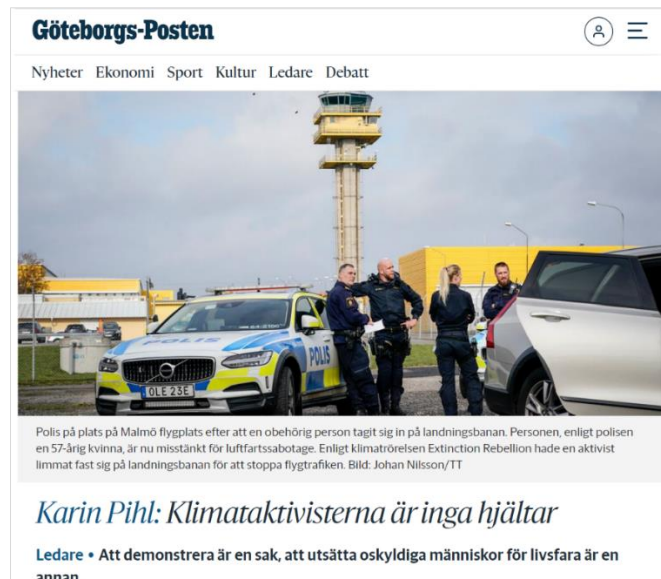 Göteborgs-Posten
Nyheter Ekonomi Sport Kultur Ledare Debatt
POLIS
OLE 23E
Polis på plats på Malmö flygplats efter att en obehörig person tagit sig in på landningsbanan. Personen, enligt polisen
en 57-årig kvinna, är nu misstänkt för luftfartssabotage. Enligt klimatrörelsen Extinction Rebellion hade en aktivist
limmat fast sig på landningsbanan för att stoppa flygtrafiken. Bild: Johan Nilsson/TT
Karin Pihl: Klimataktivisterna är inga hjältar
Ledare • Att demonstrera är en sak, att utsätta oskyldiga människor för livsfara är en
annan